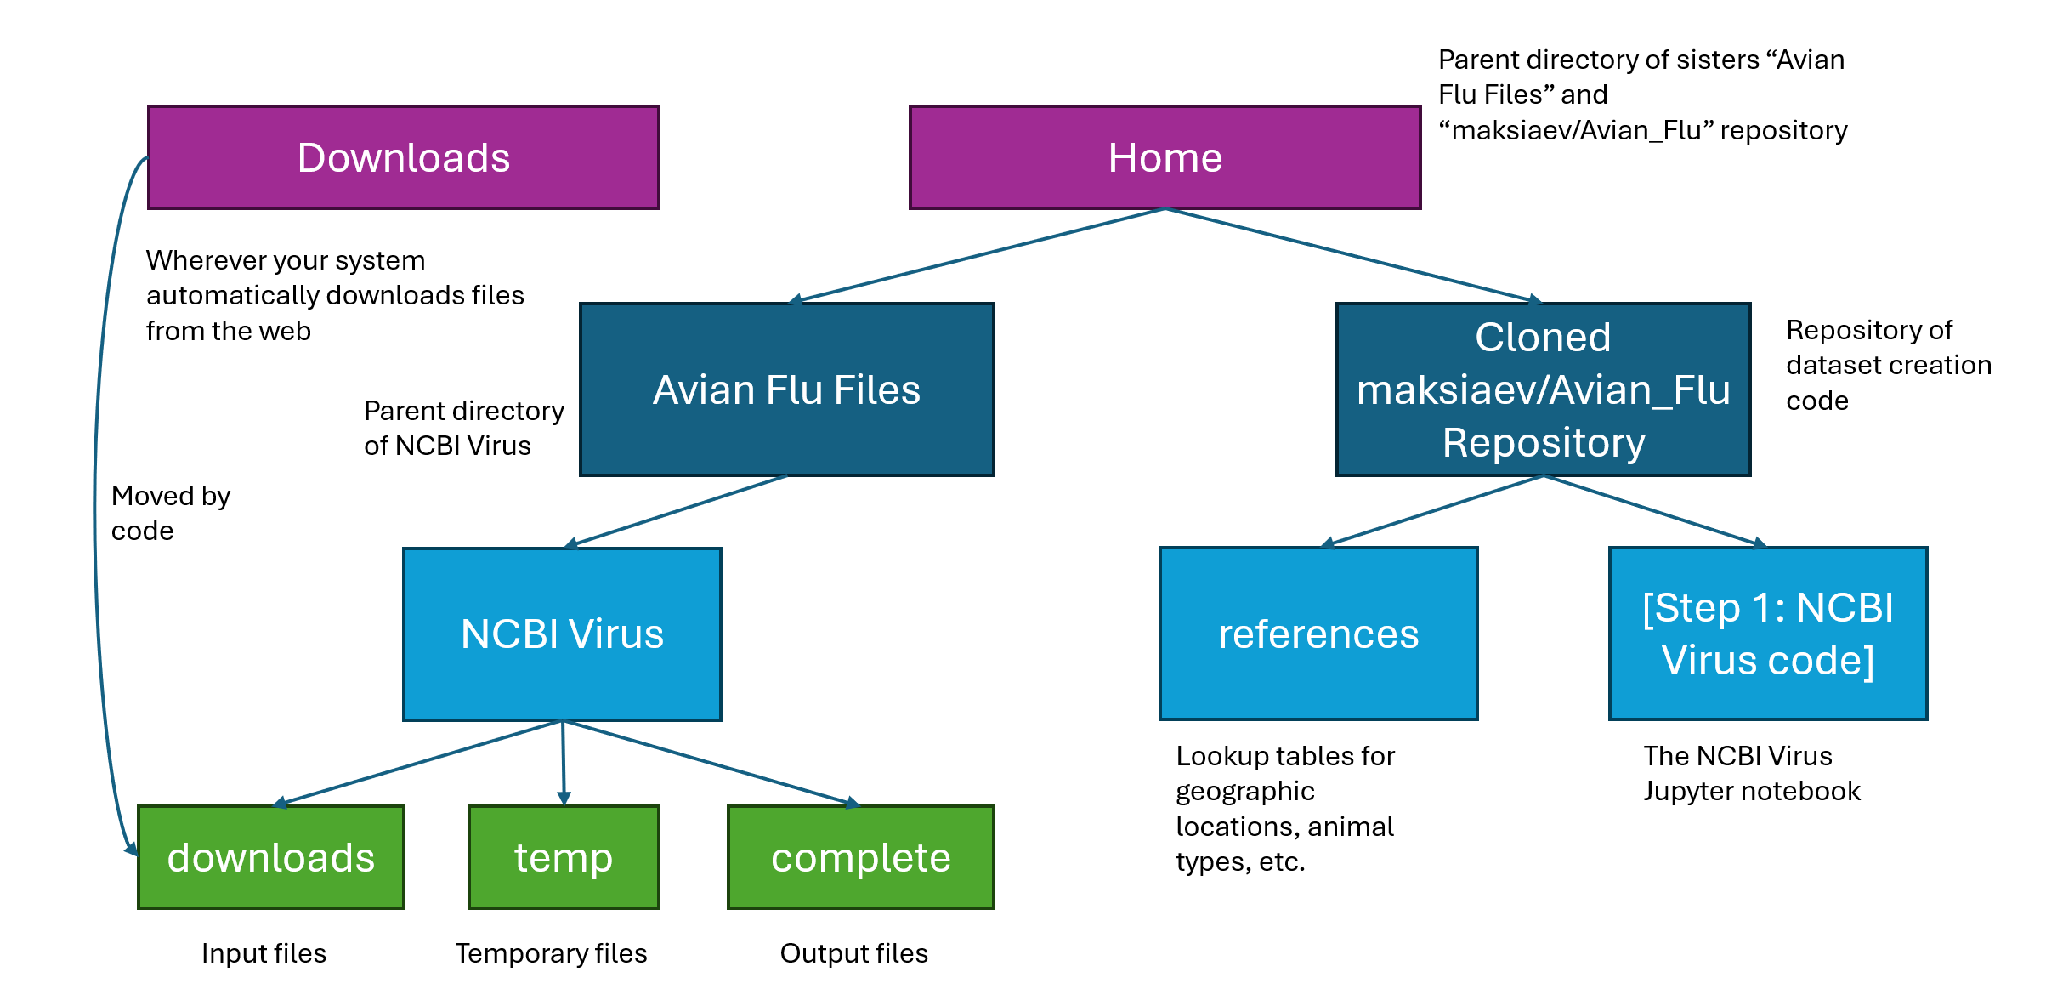 Parent directory of sisters “Avian
Flu Files” and
“maksiaev/Avian_Flu” repository
Downloads
Home
Wherever your system
automatically downloads files
from the web
Avian Flu Files
Parent directory
of NCBI Virus
Cloned
maksiaev/Avian_Flu
Repository
Repository of
dataset creation
code
Moved by
code
NCBI Virus
references
[Step 1: NCBI
Virus code]
Lookup tables for
geographic
locations, animal
types, etc.
The NCBI Virus
Jupyter notebook
downloads
temp
complete
Input files
Temporary files
Output files